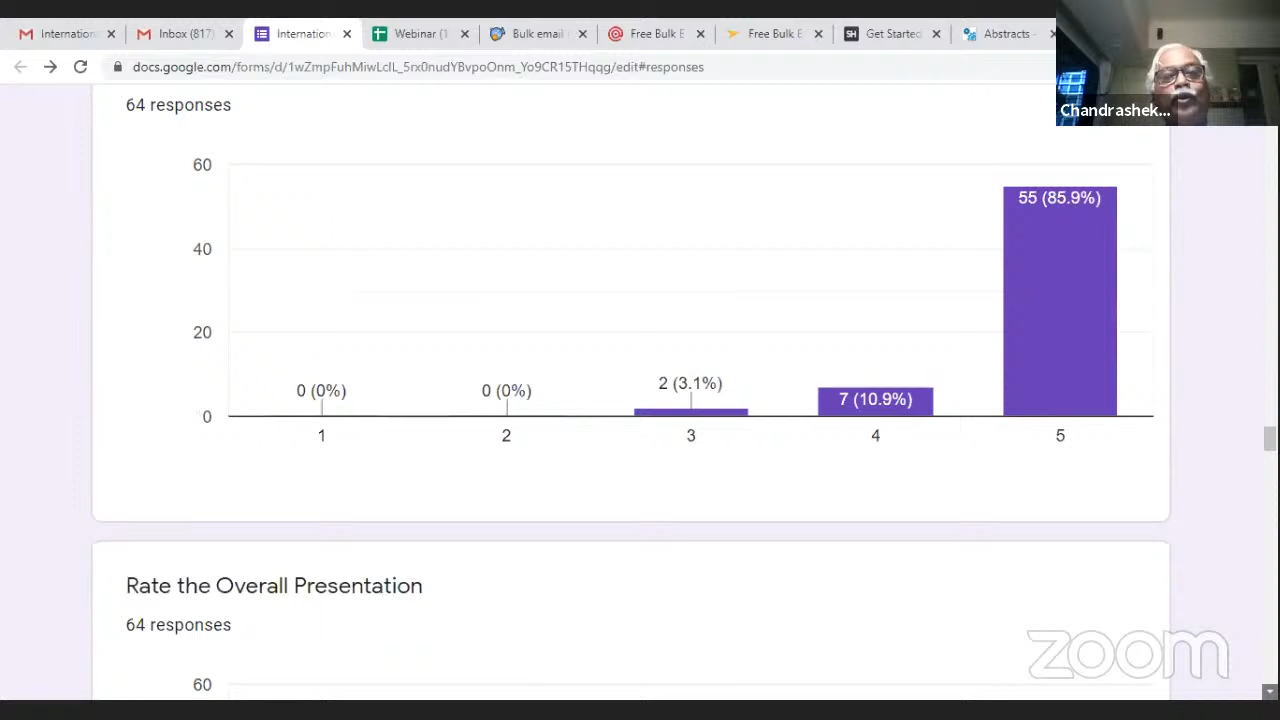 Internation
Inbox (817)
Internation
Webinar (1
Bulk email
Free Bulk E
Free Bulk E
Get Started
SH
Abstracts -
docs.google.com/forms/d/1wZmpFuhMiwLclL_5rx0nudYBvpoOnm_Yo9CR15THqqg/edit#responses
Chandrashek...
64 responses
60
55 (85.9%)
40
20
2 (3.1%)
0 (0%)
0 (0%)
7 (10.9%)
0
1
2
3
4
5
Rate the Overall Presentation
64 responses
60
zoom